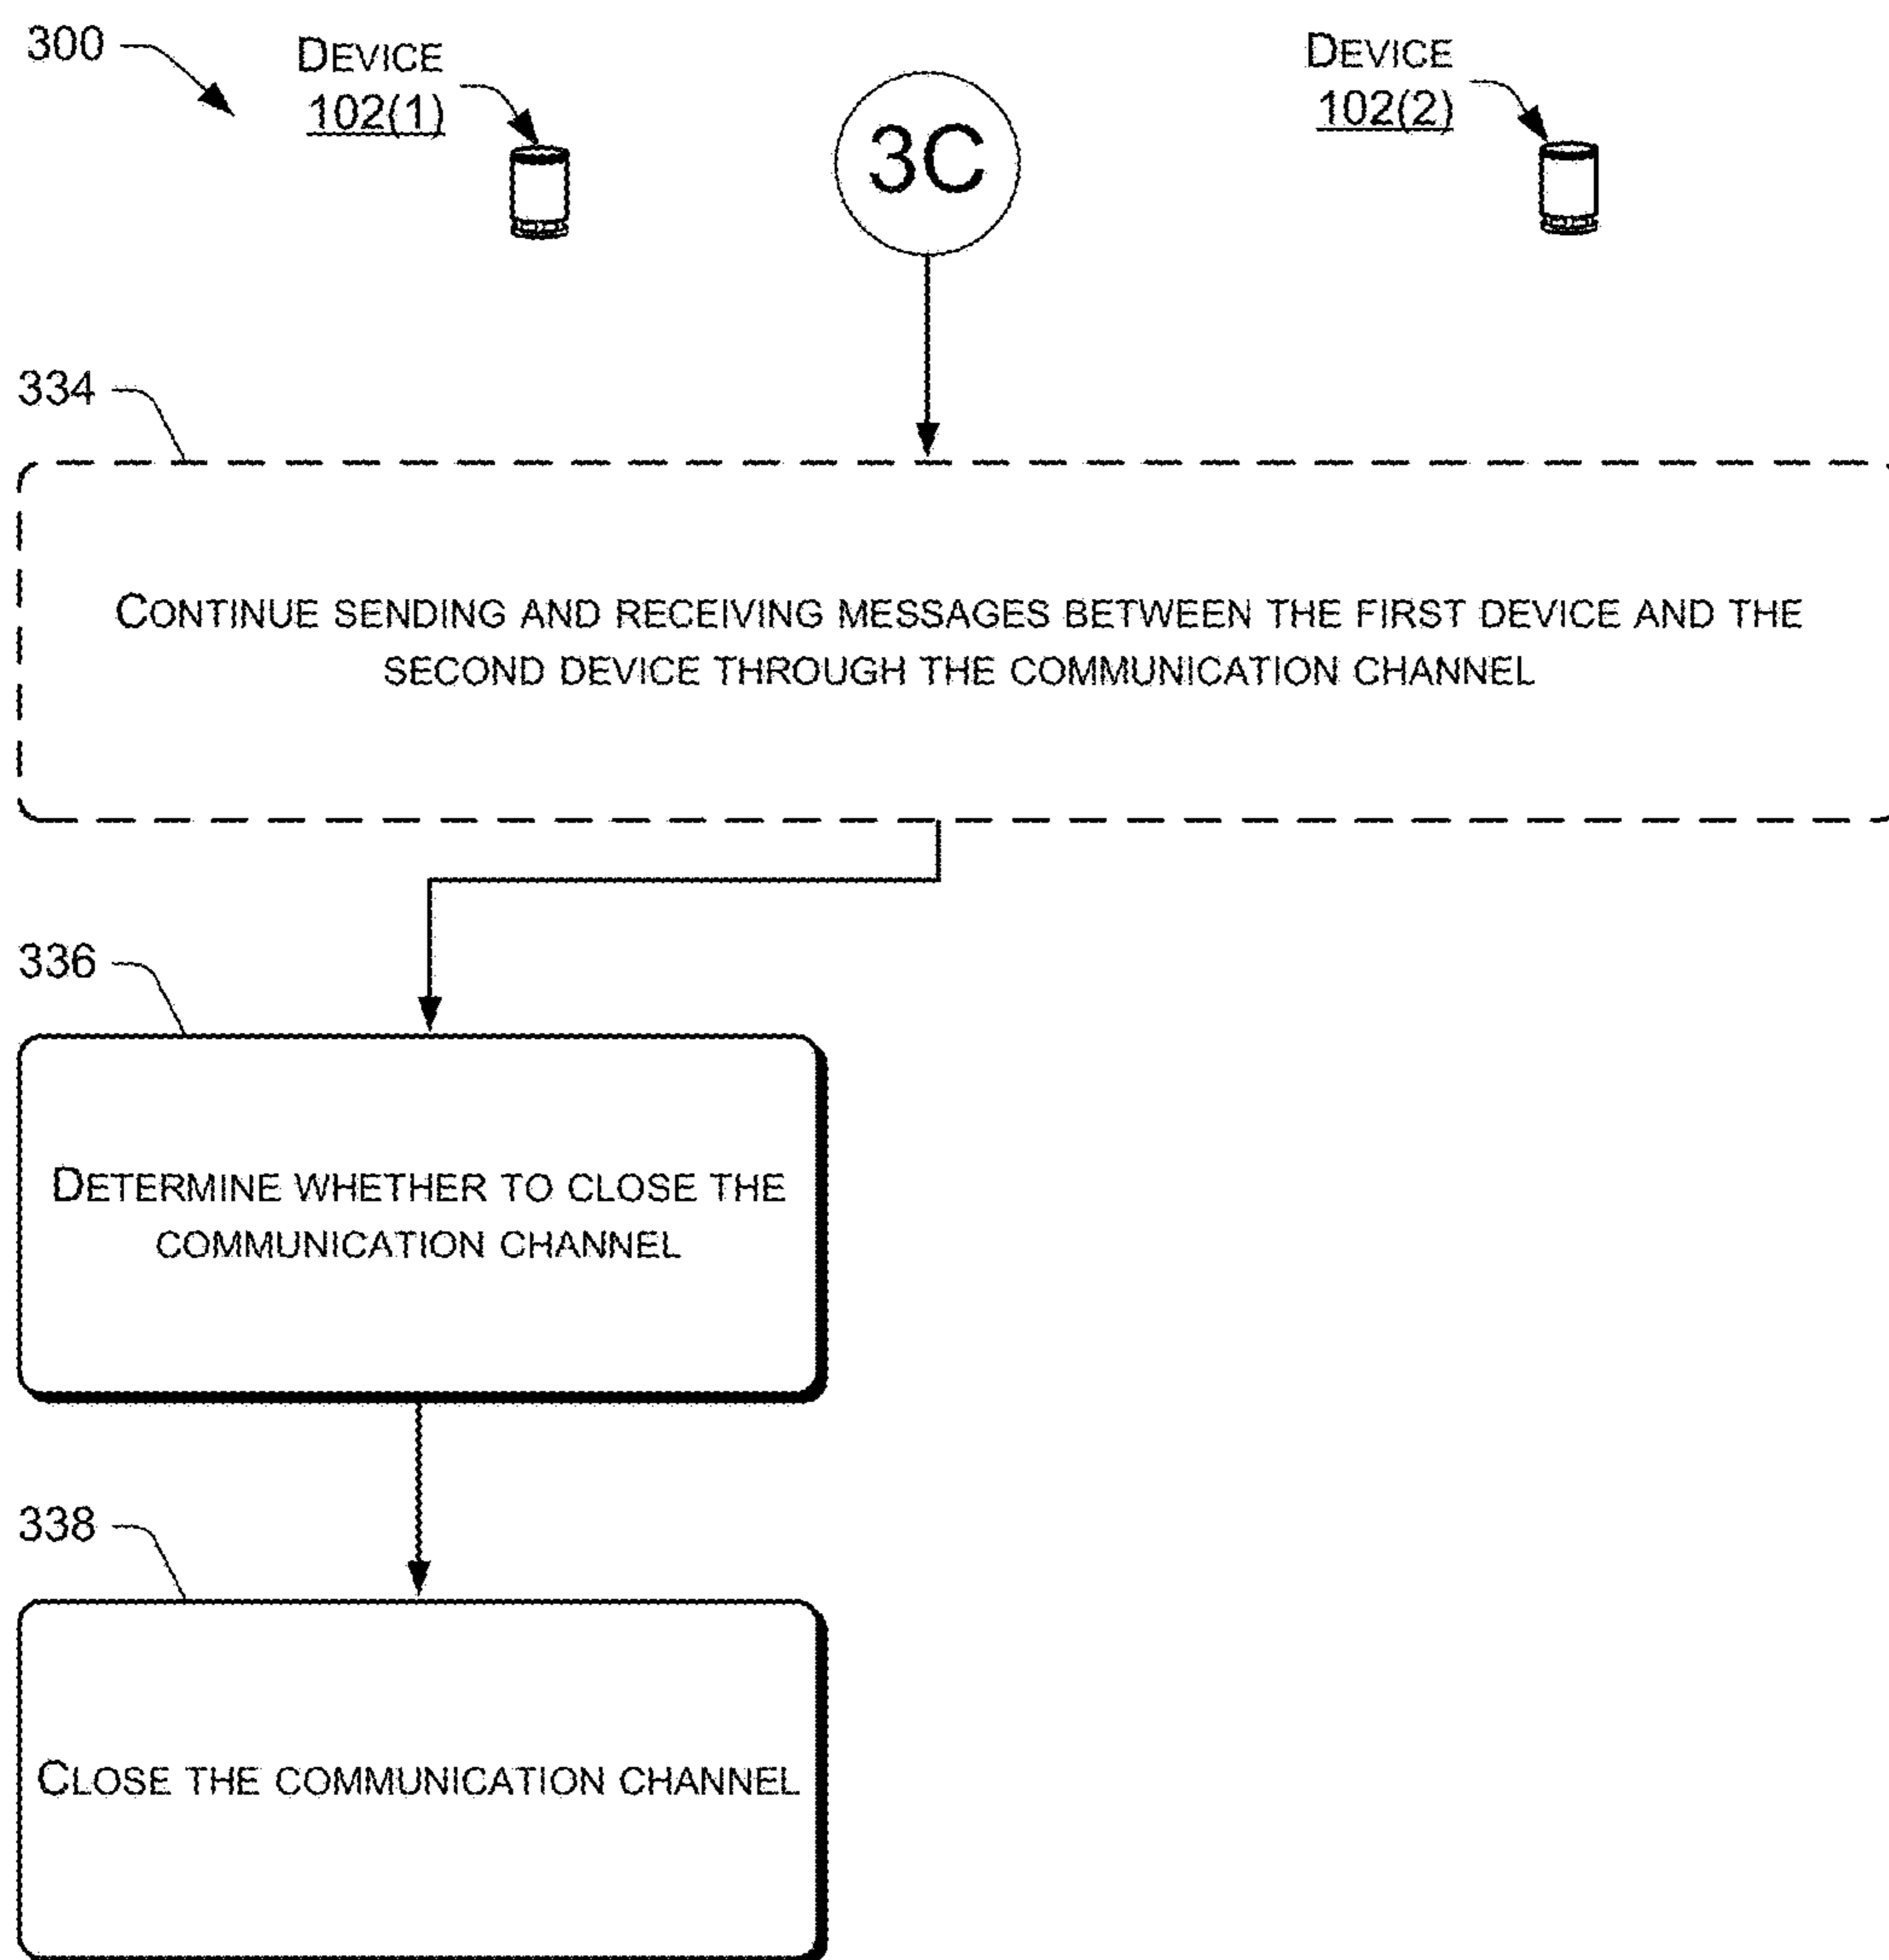 300
DEVICE
102(1)
3C
DEVICE
102(2)
334
CONTINUE SENDING AND RECEIVING MESSAGES BETWEEN THE FIRST DEVICE AND THE
SECOND DEVICE THROUGH THE COMMUNICATION CHANNEL
336
DETERMINE WHETHER TO CLOSE THE
COMMUNICATION CHANNEL
338
CLOSE THE COMMUNICATION CHANNEL